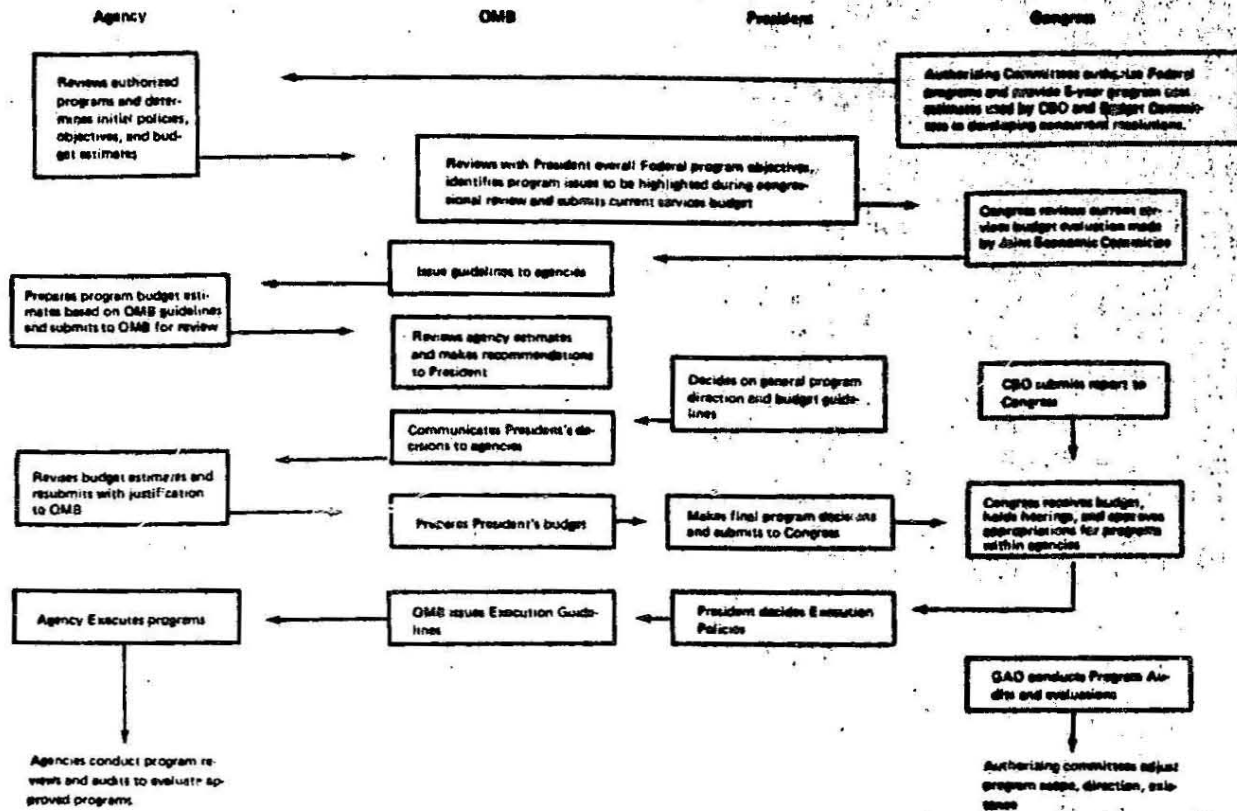 Agency
OMB
President
Congress
Reviews authorized
programs and deter-
mines initial policies,
objectives, and bud-
get estimates
Authorizing Committees authorize Federal
programs and provide 5-year program cost
estimates used by CBO and Budget Commit-
tees in developing concurrent resolutions.
Reviews with President overall Federal program objectives,
identifies program issues to be highlighted during congres-
sional review and submits current services budget
Congress reviews current ser-
vices budget evaluation made
by Joint Economic Committee
Issue guidelines to agencies
Prepares program budget esti-
mates based on OMB guidelines
and submits to OMB for review
Reviews agency estimates
and makes recommendations
to President
Decides on general program
direction and budget guide-
lines
CBO submits report to
Congress
Communicates President's de-
cisions to agencies
Revises budget estimates and
resubmits with justification
to OMB
Prepares President's budget
Makes final program decisions
and submits to Congress
Congress receives budget,
holds hearings, and approves
appropriations for programs
within agencies
Agency Executes programs
OMB issues Execution Guide-
lines
President decides Execution
Policies
GAO conducts Program Au-
dits and evaluations
Agencies conduct program re-
views and audits to evaluate ap-
proved programs
Authorizing committees adjust
program scope, direction, exis-
tence